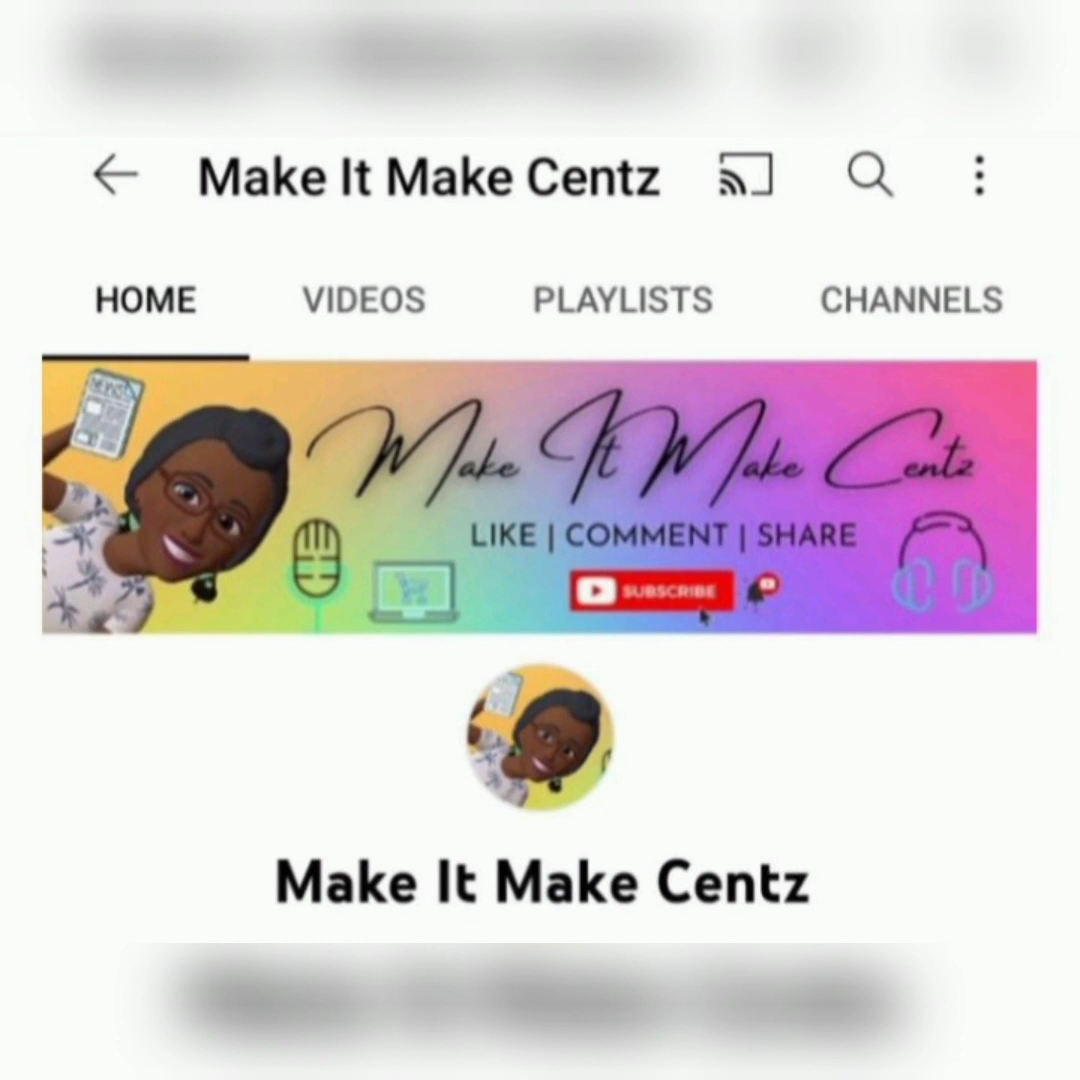 Make It Make Centz
HOME VIDEOS PLAYLISTS CHANNELS
NEWS
Make It Make Centz
LIKE | COMMENT | SHARE
SUBSCRIBE
Make It Make Centz